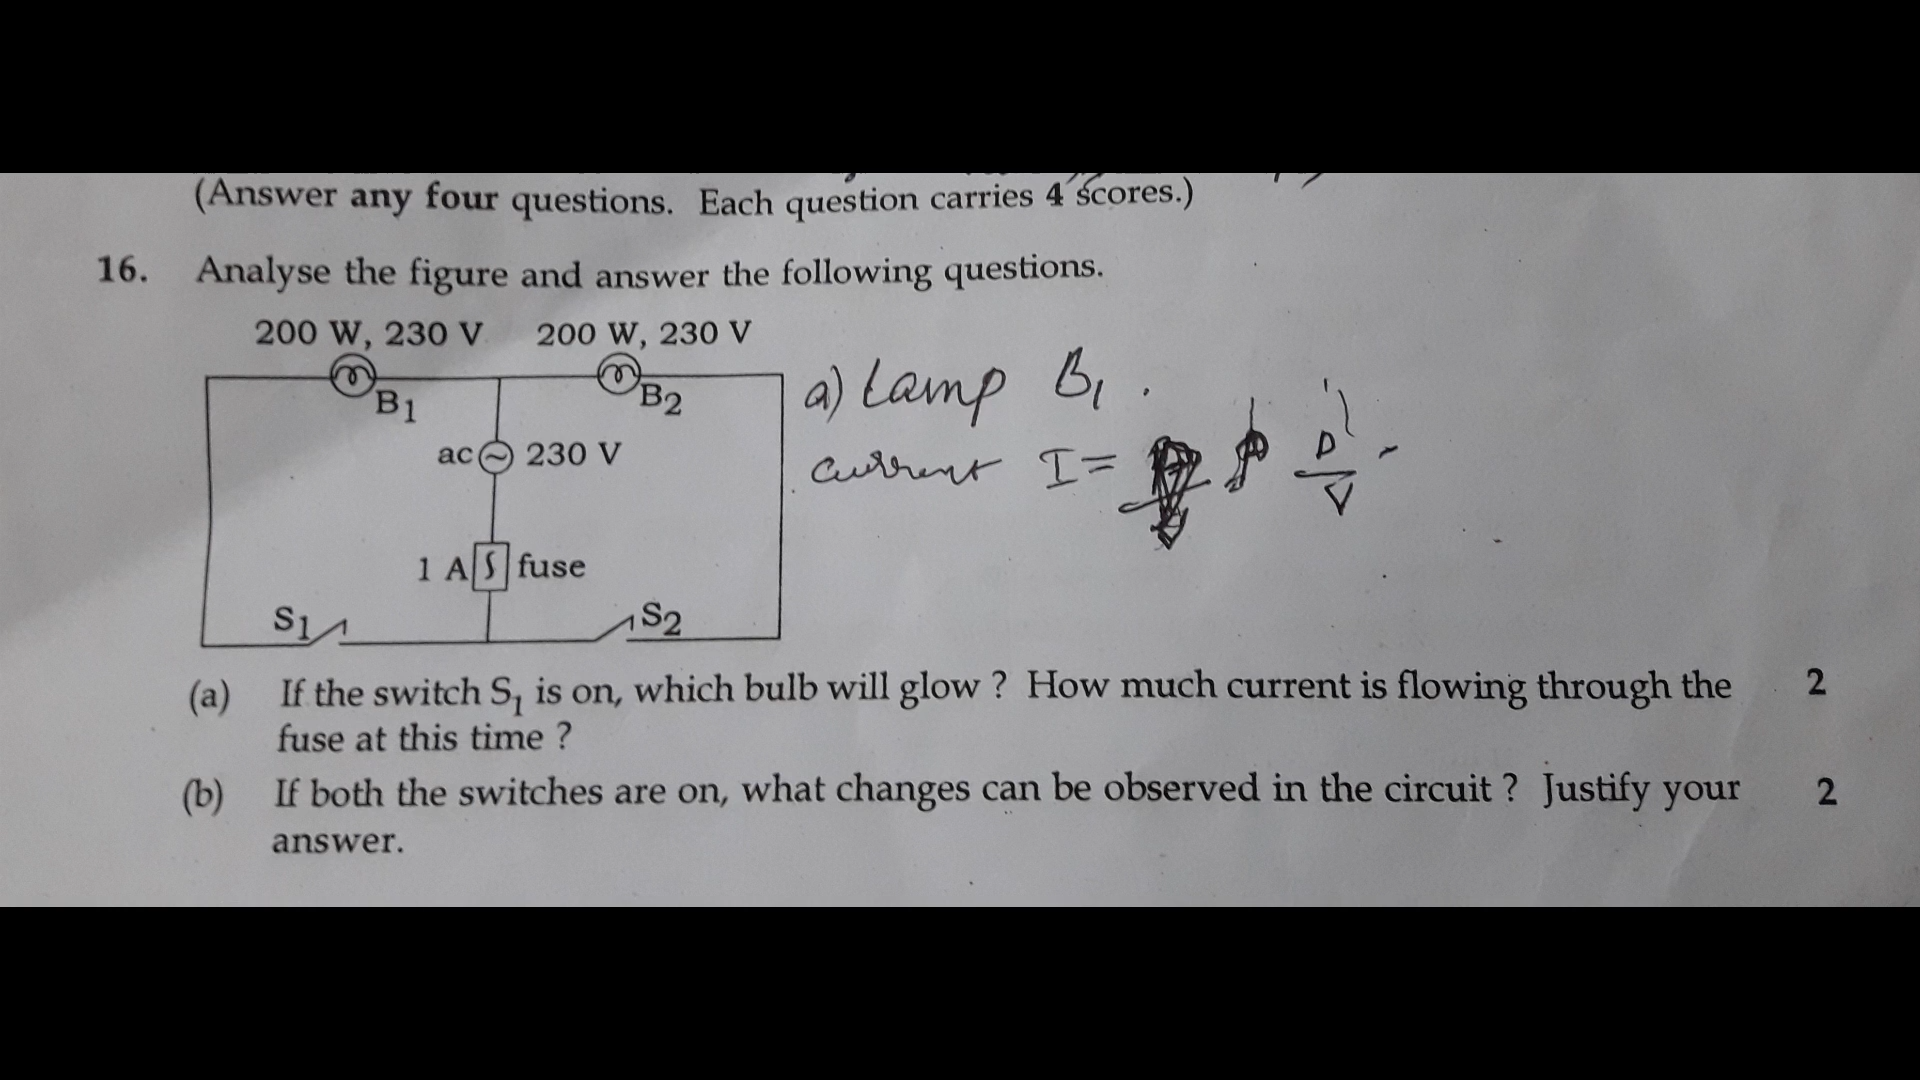 (Answer any four questions. Each question carries 4 scores.)
16. Analyse the figure and answer the following questions.
200 W, 230 V 200 W, 230 V
B1 B2
ac 230 V
1 A fuse
S1 S2
a) Lamp B1.
current I = P/V
(a) If the switch S1 is on, which bulb will glow ? How much current is flowing through the 2
fuse at this time ?
(b) If both the switches are on, what changes can be observed in the circuit ? Justify your 2
answer.